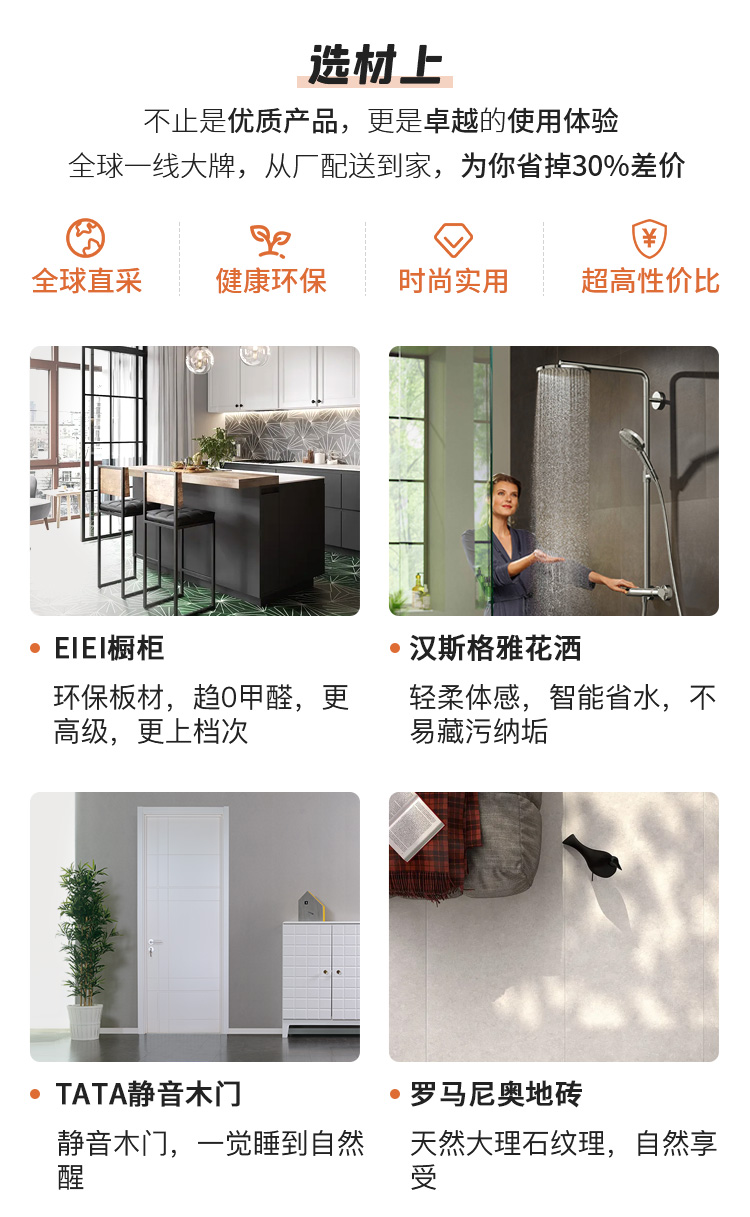 选材上
不止是优质产品，更是卓越的使用体验
全球一线大牌，从厂配送到家，为你省掉30%差价
全球直采
健康环保
时尚实用
超高性价比
EIEI橱柜
环保板材，趋0甲醛，更
高级，更上档次
汉斯格雅花洒
轻柔体感，智能省水，不
易藏污纳垢
TATA静音木门
静音木门，一觉睡到自然
醒
罗马尼奥地砖
天然大理石纹理，自然享
受